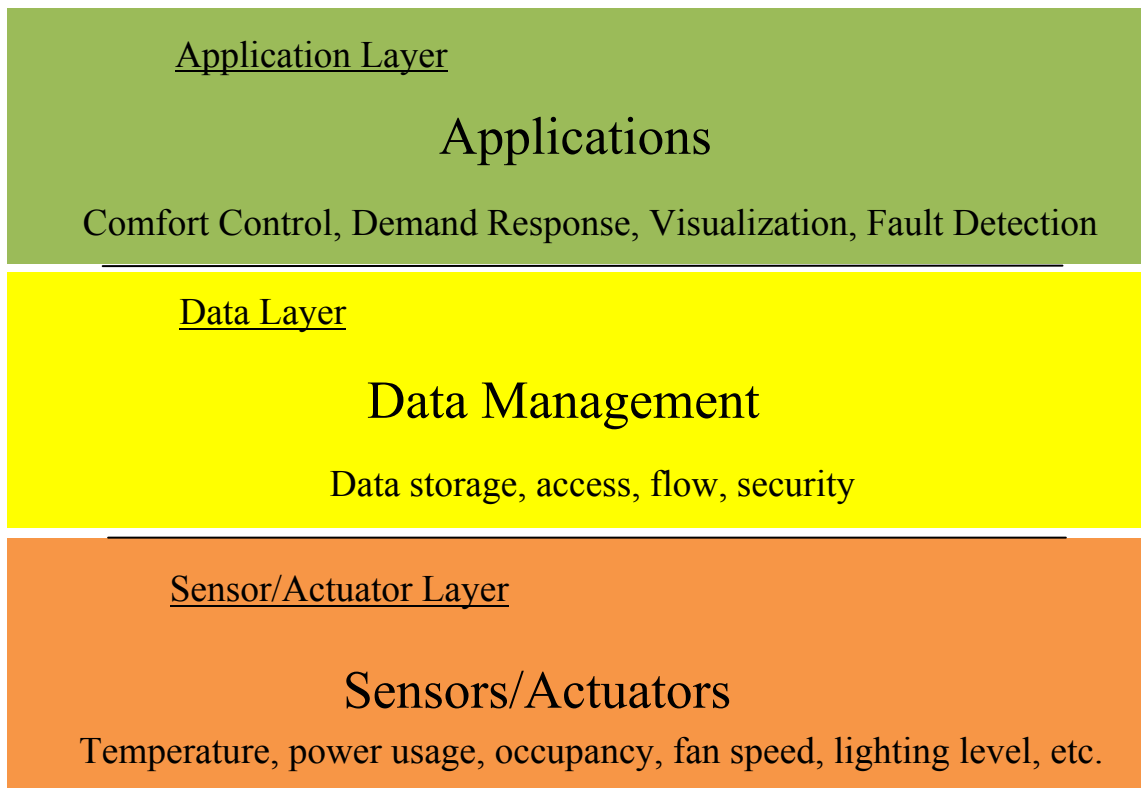 Application Layer
Applications
Comfort Control, Demand Response, Visualization, Fault Detection
Data Layer
Data Management
Data storage, access, flow, security
Sensor/Actuator Layer
Sensors/Actuators
Temperature, power usage, occupancy, fan speed, lighting level, etc.